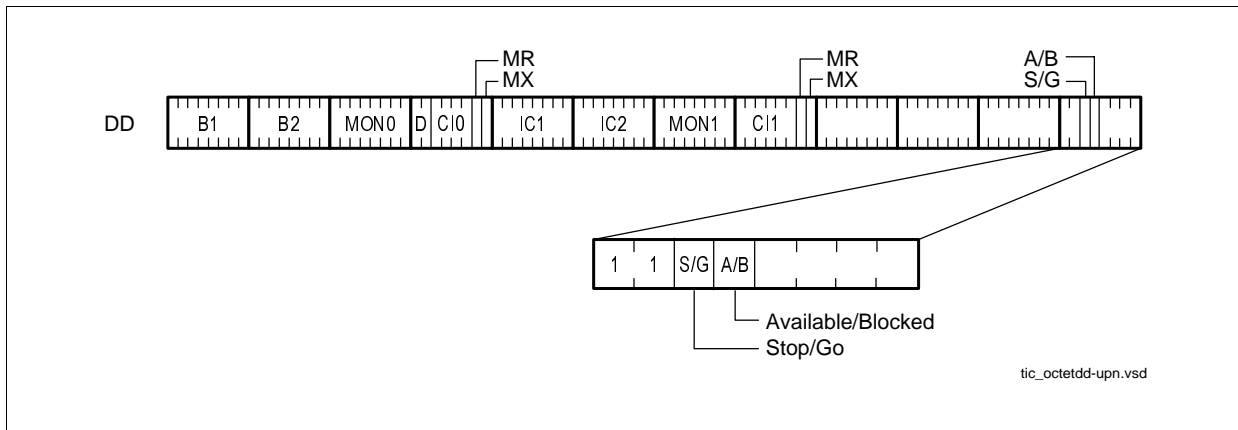 MR
MX
MR
MX
A/B
S/G
DD B1 B2 MON0 D CI0 IC1 IC2 MON1 CI1
1 1 S/G A/B
Available/Blocked
Stop/Go
tic_octetdd-upn.vsd